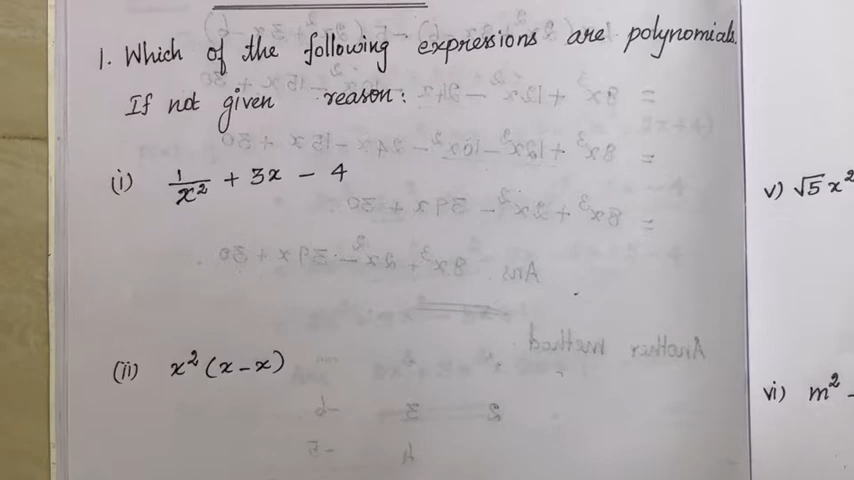 1. Which of the following expressions are polynomials.
If not given reason:
(i) 1/x² + 3x - 4
(ii) x² (x - x)
v) √5 x²
vi) m² -